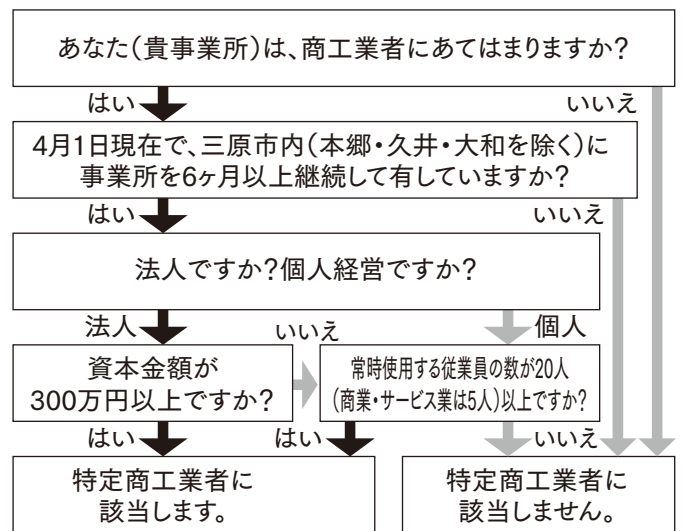 あなた（貴事業所）は、商工業者にあてはまりますか？
はい
いいえ
4月1日現在で、三原市内（本郷・久井・大和を除く）に
事業所を6ヶ月以上継続して有していますか？
はい
いいえ
法人ですか？個人経営ですか？
法人
いいえ
個人
資本金額が
300万円以上ですか？
常時使用する従業員の数が20人
（商業・サービス業は5人）以上ですか？
はい
はい
いいえ
特定商工業者に
該当します。
特定商工業者に
該当しません。